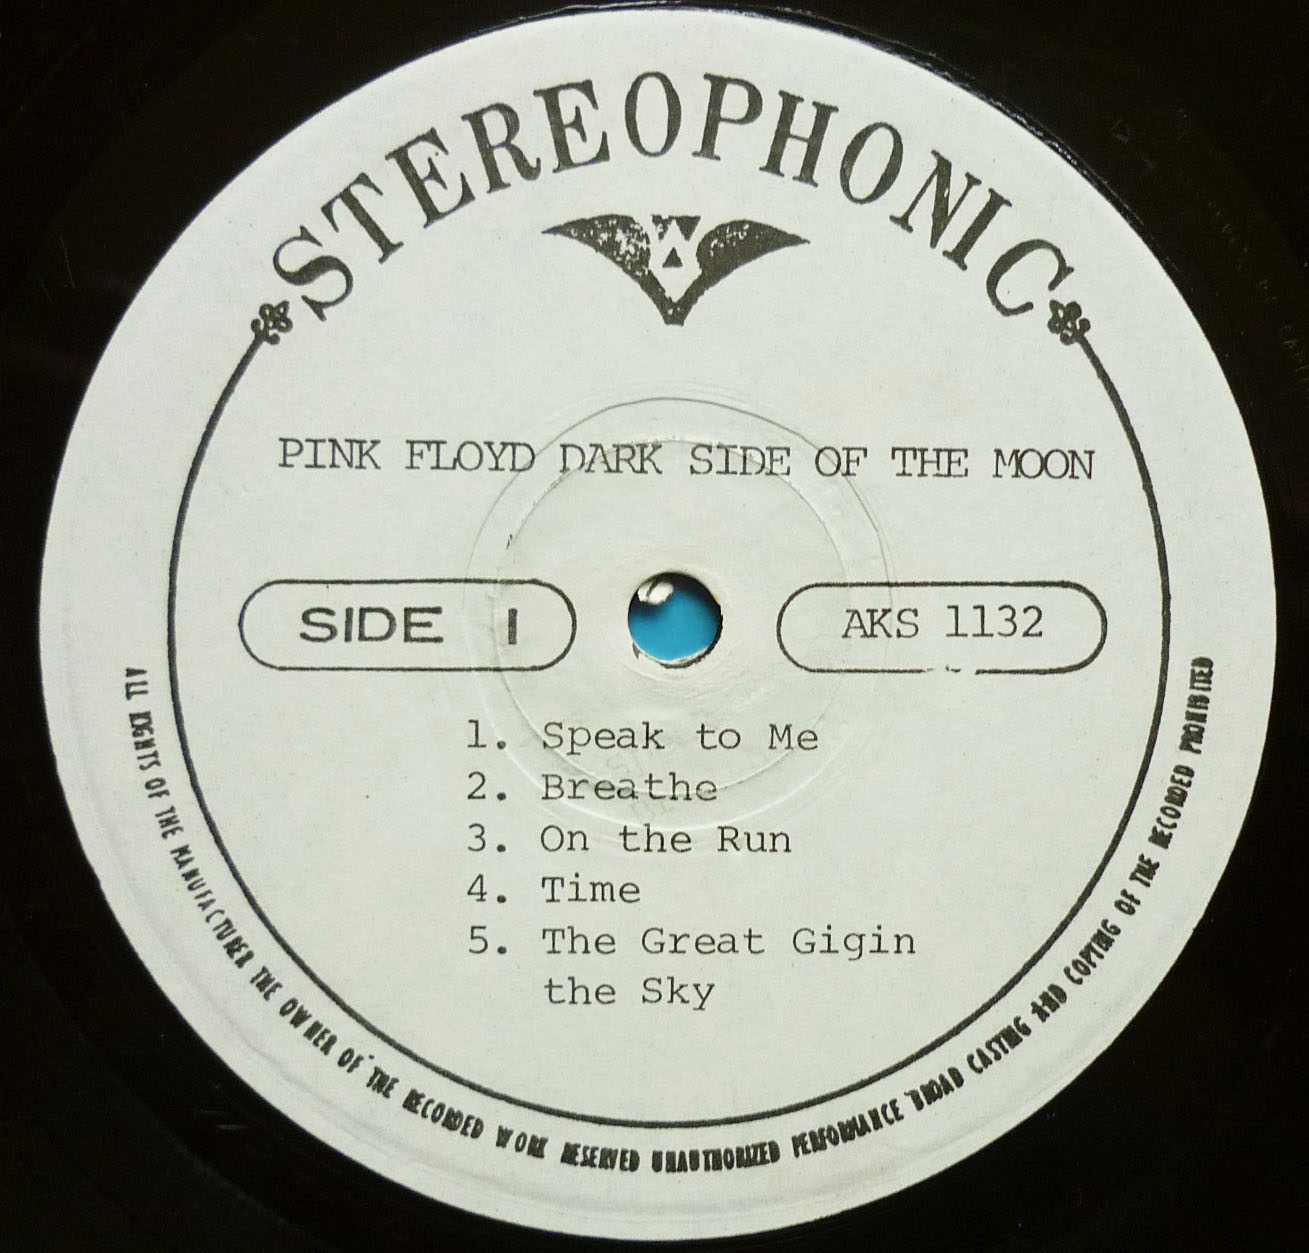 STEREOPHONIC
PINK FLOYD DARK SIDE OF THE MOON
SIDE 1
AKS 1132
1. Speak to Me
2. Breathe
3. On the Run
4. Time
5. The Great Gigin
the Sky
ALL RIGHTS OF THE MANUFACTURER THE OWNER OF THE RECORDED WORK RESERVED UNAUTHORIZED PERFORMANCE BROAD CASTING AND COPYING OF THE RECORDED PROHIBITED